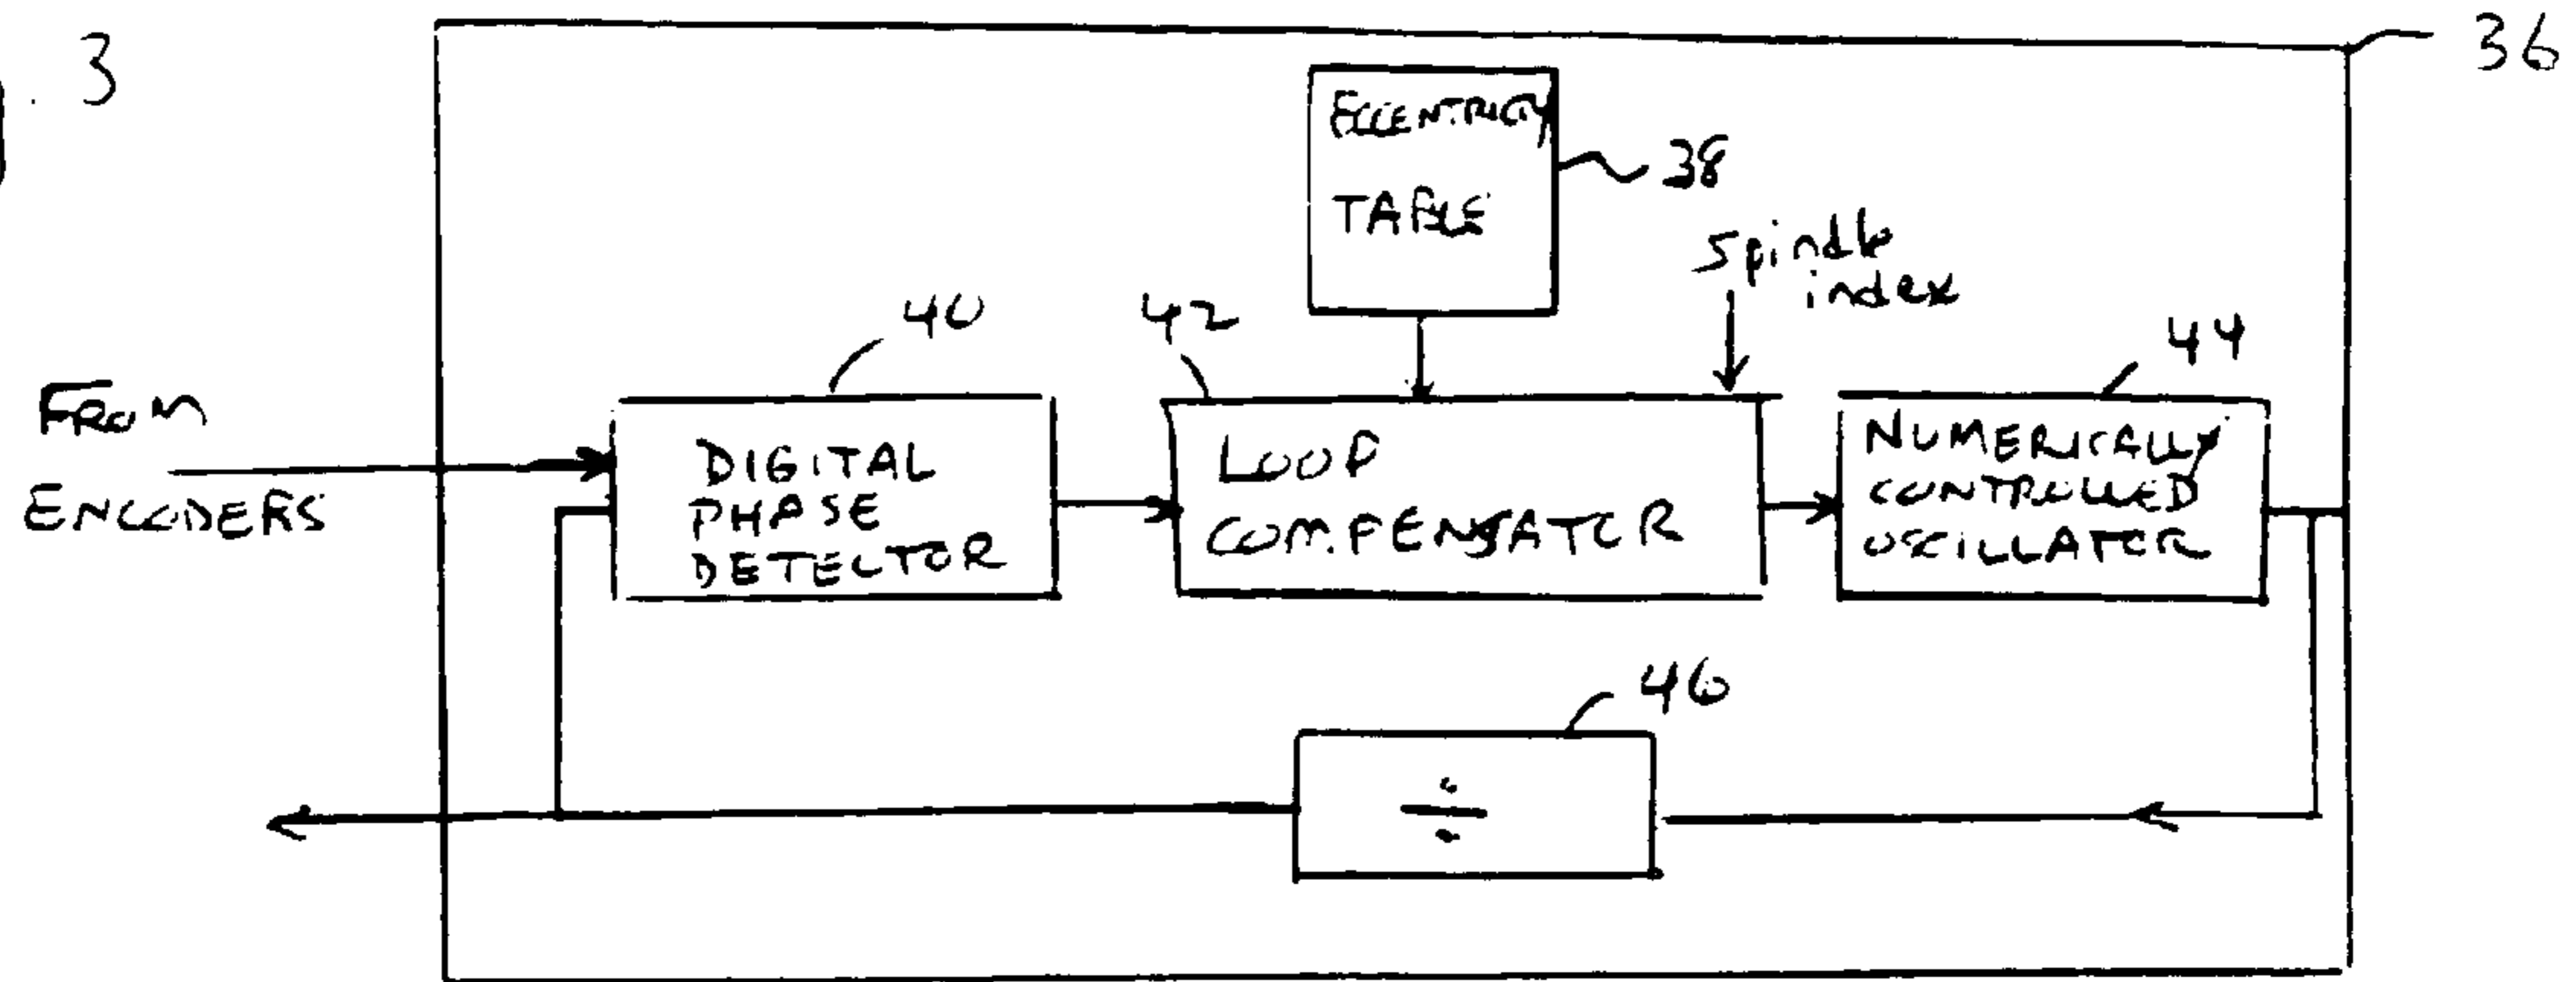 . 3
36
ECCENTRICITY
TABLE
38
Spindle
index
40
42
44
FROM
ENCODERS
DIGITAL
PHASE
DETECTOR
LOOP
COMPENSATOR
NUMERICALLY
CONTROLLED
OSCILLATOR
46
÷